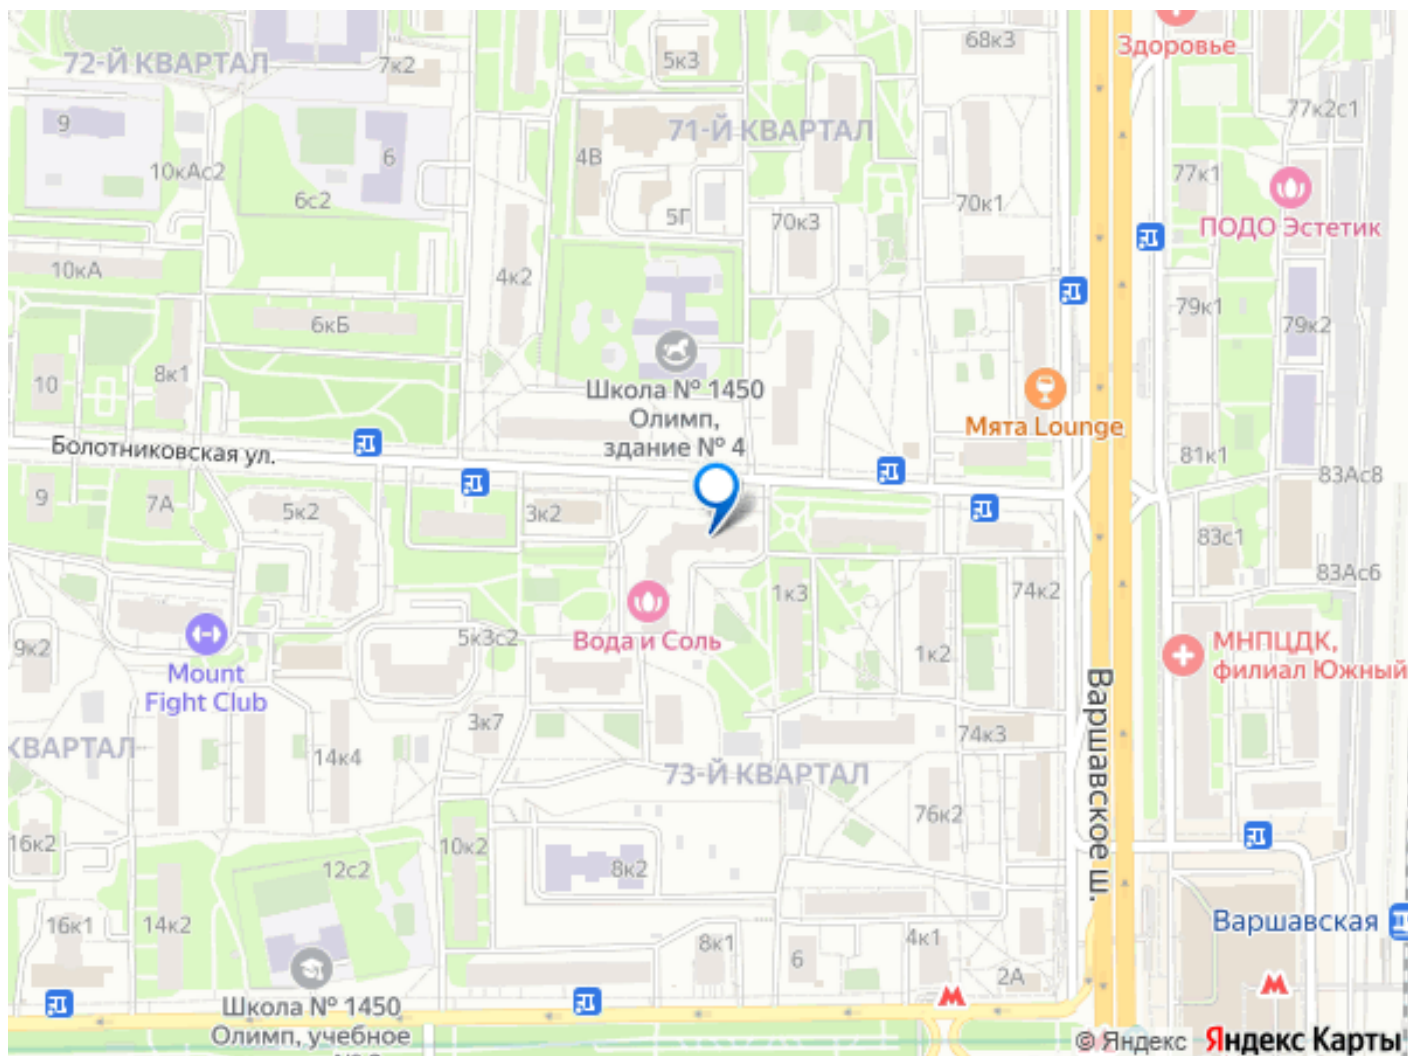 68к3
Здоровье
72-Й КВАРТАЛ
7к2
5к3
77к2с1
9
71-Й КВАРТАЛ
10кАс2
6
4В
77к1
6с2
5Г
70к3
70к1
ПОДО Эстетик
10кА
4к2
79к1
6кБ
79к2
10
8к1
Школа № 1450
Олимп,
здание № 4
Мята Lounge
Болотниковская ул.
81к1
83Ас8
9
7А
5к2
3к2
83с1
83Ас6
1к3
74к2
9к2
5к3с2
Вода и Соль
1к2
МНПЦДК,
филиал Южный
Mount
Fight Club
3к7
КВАРТАЛ
14к4
74к3
73-Й КВАРТАЛ
Варшавское ш.
76к2
16к2
10к2
12с2
8к2
16к1
14к2
8к1
6
4к1
2А
Варшавская
Школа № 1450
Олимп, учебное
© Яндекс
Яндекс Карты